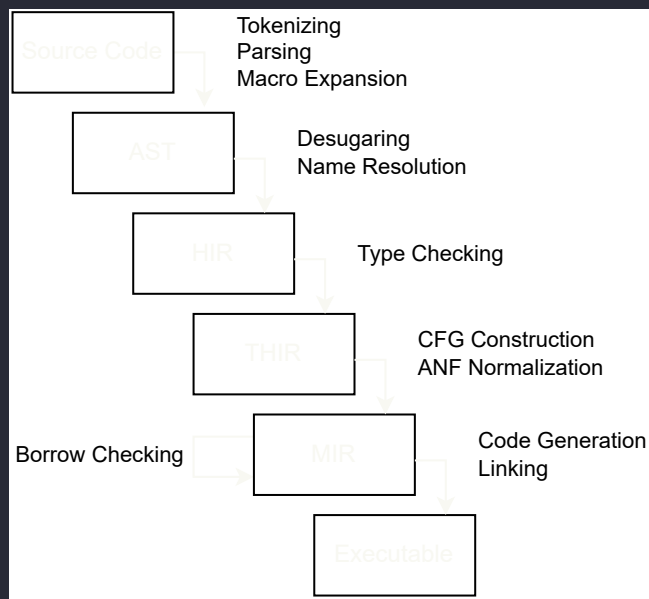 Source Code
Tokenizing
Parsing
Macro Expansion
AST
Desugaring
Name Resolution
HIR
Type Checking
THIR
CFG Construction
ANF Normalization
Borrow Checking
MIR
Code Generation
Linking
Executable